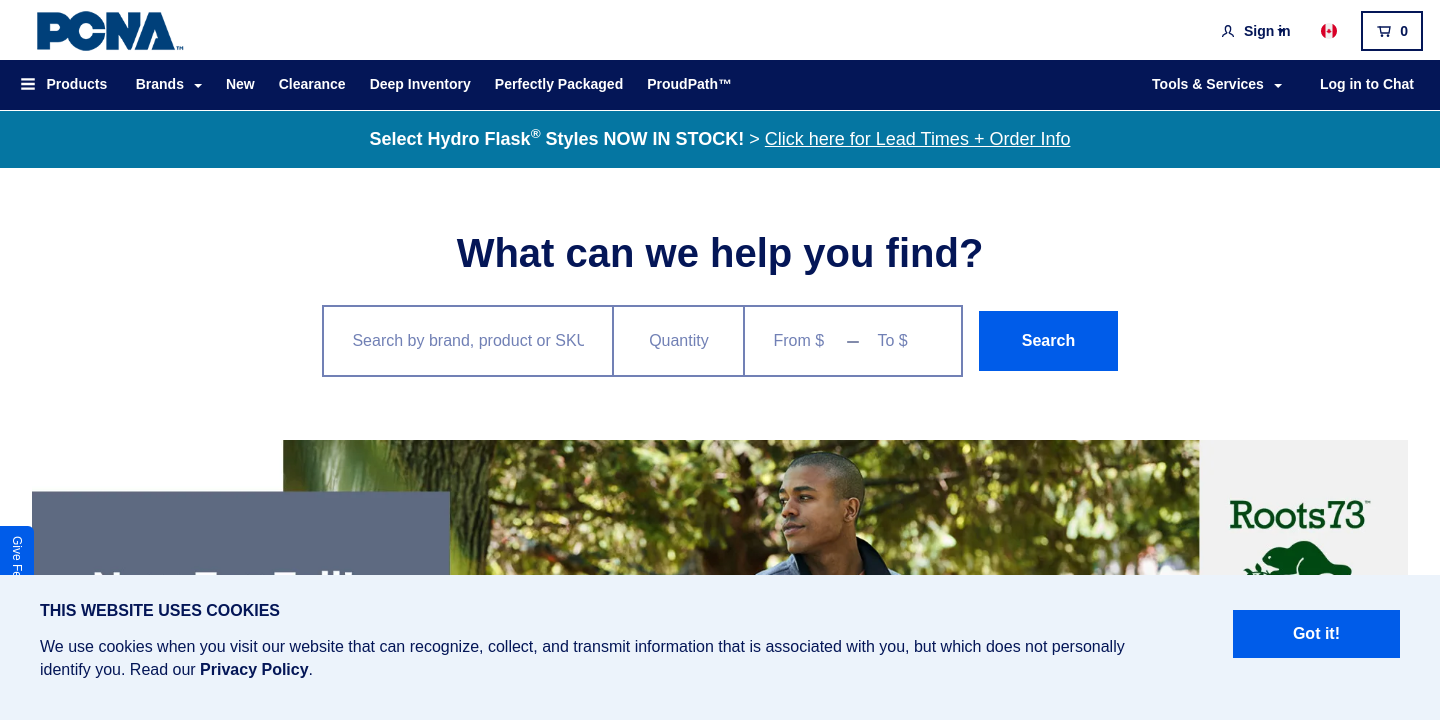 PCNA™
Sign in
0
Products Brands New Clearance Deep Inventory Perfectly Packaged ProudPath™ Tools & Services Log in to Chat
Select Hydro Flask® Styles NOW IN STOCK! > Click here for Lead Times + Order Info
What can we help you find?
Search by brand, product or SKU Quantity From $ – To $ Search
Roots73™
Give Fe
THIS WEBSITE USES COOKIES
We use cookies when you visit our website that can recognize, collect, and transmit information that is associated with you, but which does not personally
identify you. Read our Privacy Policy.
Got it!